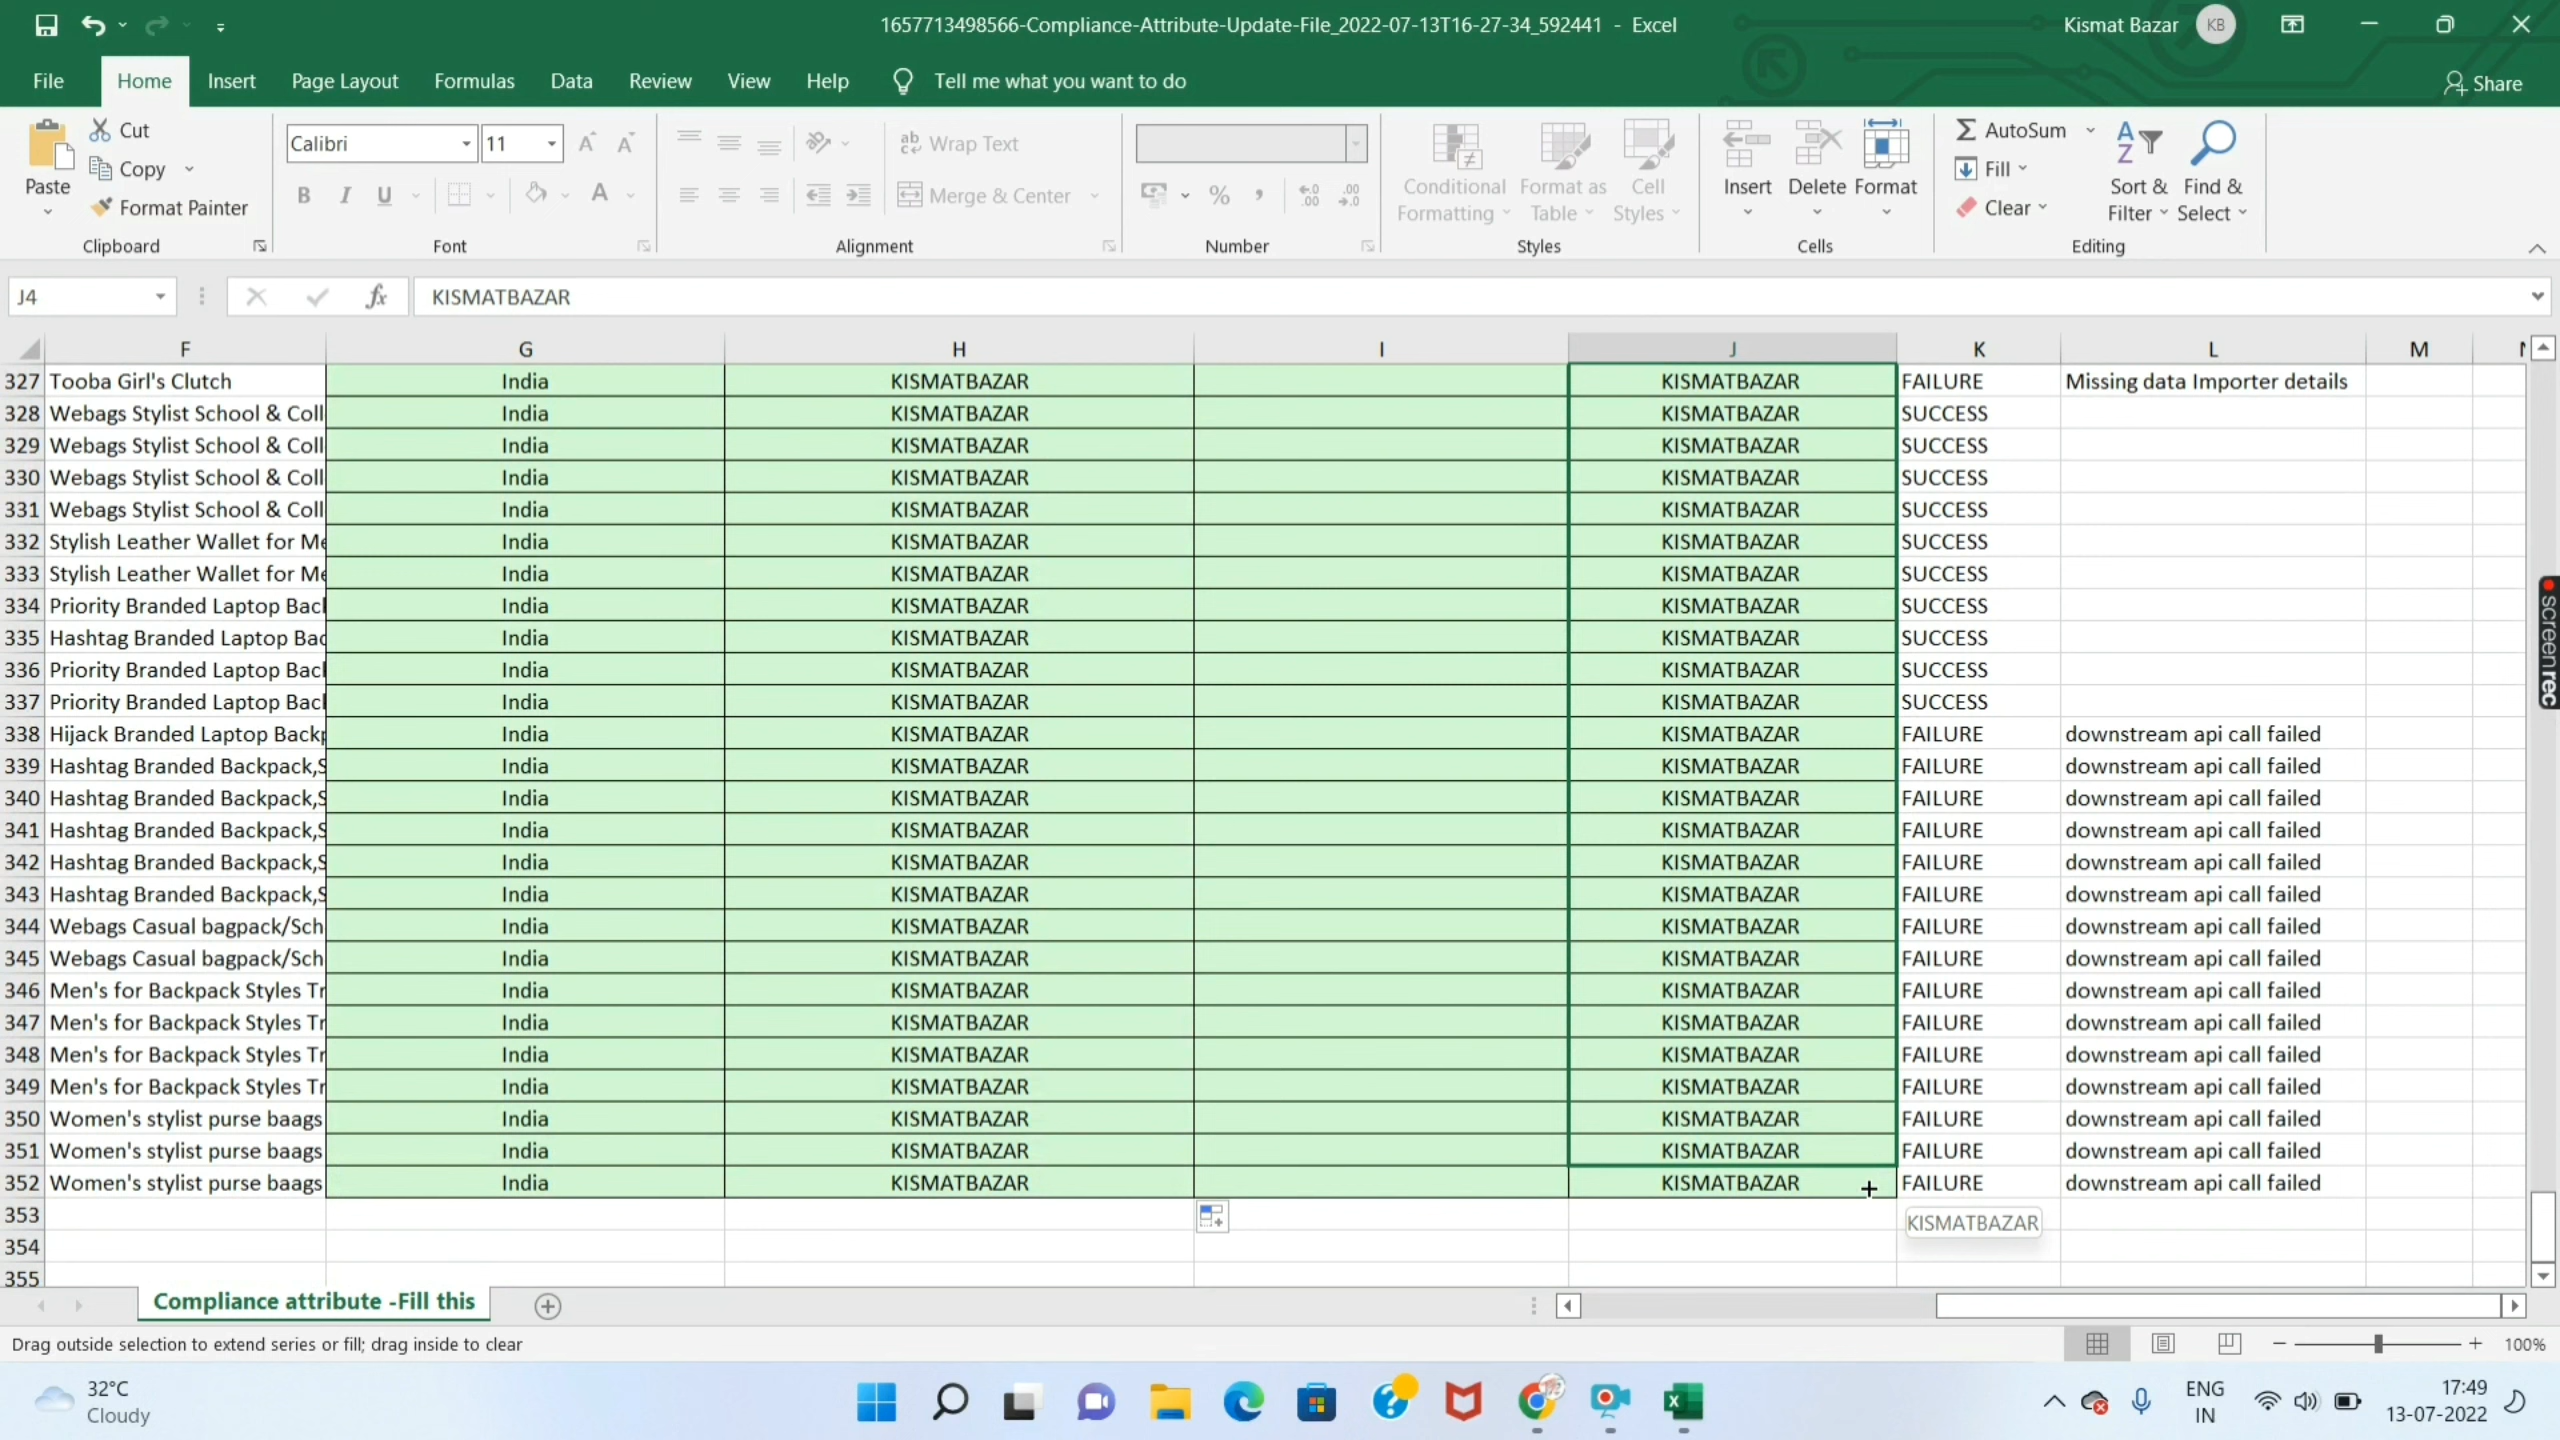 1657713498566-Compliance-Attribute-Update-File_2022-07-13T16-27-34_592441 - Excel
Kismat Bazar KB
File Home Insert Page Layout Formulas Data Review View Help Tell me what you want to do Share
Paste
Cut
Copy
Format Painter
Clipboard
Calibri 11
B I U A
Font
Wrap Text
Merge & Center
Alignment
%
Number
Conditional Formatting
Format as Table
Cell Styles
Styles
Insert Delete Format
Cells
AutoSum
Fill
Clear
Sort & Filter
Find & Select
Editing
J4 fx KISMATBAZAR
F G H I J K L M
327 Tooba Girl's Clutch India KISMATBAZAR KISMATBAZAR FAILURE Missing data Importer details
328 Webags Stylist School & Coll India KISMATBAZAR KISMATBAZAR SUCCESS
329 Webags Stylist School & Coll India KISMATBAZAR KISMATBAZAR SUCCESS
330 Webags Stylist School & Coll India KISMATBAZAR KISMATBAZAR SUCCESS
331 Webags Stylist School & Coll India KISMATBAZAR KISMATBAZAR SUCCESS
332 Stylish Leather Wallet for Me India KISMATBAZAR KISMATBAZAR SUCCESS
333 Stylish Leather Wallet for Me India KISMATBAZAR KISMATBAZAR SUCCESS
334 Priority Branded Laptop Bac India KISMATBAZAR KISMATBAZAR SUCCESS
335 Hashtag Branded Laptop Bac India KISMATBAZAR KISMATBAZAR SUCCESS
336 Priority Branded Laptop Bac India KISMATBAZAR KISMATBAZAR SUCCESS
337 Priority Branded Laptop Bac India KISMATBAZAR KISMATBAZAR SUCCESS
338 Hijack Branded Laptop Backp India KISMATBAZAR KISMATBAZAR FAILURE downstream api call failed
339 Hashtag Branded Backpack,S India KISMATBAZAR KISMATBAZAR FAILURE downstream api call failed
340 Hashtag Branded Backpack,S India KISMATBAZAR KISMATBAZAR FAILURE downstream api call failed
341 Hashtag Branded Backpack,S India KISMATBAZAR KISMATBAZAR FAILURE downstream api call failed
342 Hashtag Branded Backpack,S India KISMATBAZAR KISMATBAZAR FAILURE downstream api call failed
343 Hashtag Branded Backpack,S India KISMATBAZAR KISMATBAZAR FAILURE downstream api call failed
344 Webags Casual bagpack/Sch India KISMATBAZAR KISMATBAZAR FAILURE downstream api call failed
345 Webags Casual bagpack/Sch India KISMATBAZAR KISMATBAZAR FAILURE downstream api call failed
346 Men's for Backpack Styles Tr India KISMATBAZAR KISMATBAZAR FAILURE downstream api call failed
347 Men's for Backpack Styles Tr India KISMATBAZAR KISMATBAZAR FAILURE downstream api call failed
348 Men's for Backpack Styles Tr India KISMATBAZAR KISMATBAZAR FAILURE downstream api call failed
349 Men's for Backpack Styles Tr India KISMATBAZAR KISMATBAZAR FAILURE downstream api call failed
350 Women's stylist purse baags India KISMATBAZAR KISMATBAZAR FAILURE downstream api call failed
351 Women's stylist purse baags India KISMATBAZAR KISMATBAZAR FAILURE downstream api call failed
352 Women's stylist purse baags India KISMATBAZAR KISMATBAZAR FAILURE downstream api call failed
353 KISMATBAZAR
354
355
screenrec
Compliance attribute -Fill this
Drag outside selection to extend series or fill; drag inside to clear 100%
32°C
Cloudy
ENG
IN
17:49
13-07-2022